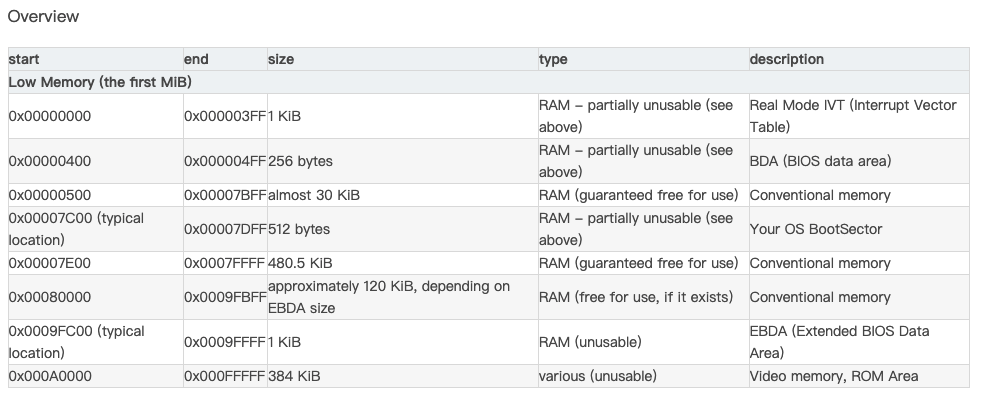 Overview
start end size type description
Low Memory (the first MiB)
0x00000000 0x000003FF 1 KiB RAM – partially unusable (see above) Real Mode IVT (Interrupt Vector Table)
0x00000400 0x000004FF 256 bytes RAM – partially unusable (see above) BDA (BIOS data area)
0x00000500 0x00007BFF almost 30 KiB RAM (guaranteed free for use) Conventional memory
0x00007C00 (typical location) 0x00007DFF 512 bytes RAM – partially unusable (see above) Your OS BootSector
0x00007E00 0x0007FFFF 480.5 KiB RAM (guaranteed free for use) Conventional memory
0x00080000 0x0009FBFF approximately 120 KiB, depending on EBDA size RAM (free for use, if it exists) Conventional memory
0x0009FC00 (typical location) 0x0009FFFF 1 KiB RAM (unusable) EBDA (Extended BIOS Data Area)
0x000A0000 0x000FFFFF 384 KiB various (unusable) Video memory, ROM Area